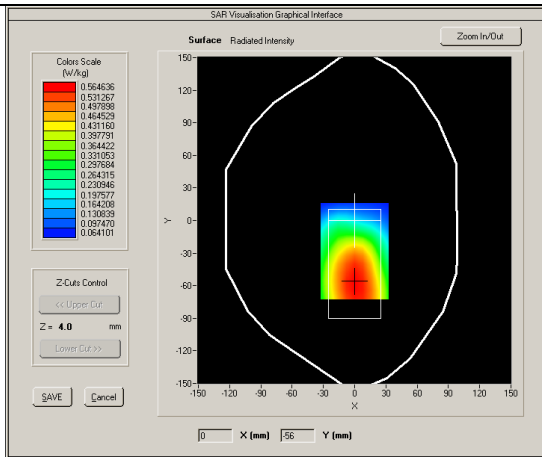 SAR Visualisation Graphical Interface
Surface Radiated Intensity
Zoom In/Out
Colors Scale
(W/kg)
0.564636
0.531267
0.497898
0.464529
0.431160
0.397791
0.364422
0.331053
0.297684
0.264315
0.230946
0.197577
0.164208
0.130839
0.097470
0.064101
Z-Cuts Control
<< Upper Cut
Z = 4.0 mm
Lower Cut >>
SAVE Cancel
Y
150
120
90
60
30
0
-30
-60
-90
-120
-150
-150 -120 -90 -60 -30 0 30 60 90 120 150
X
0 X (mm) -56 Y (mm)